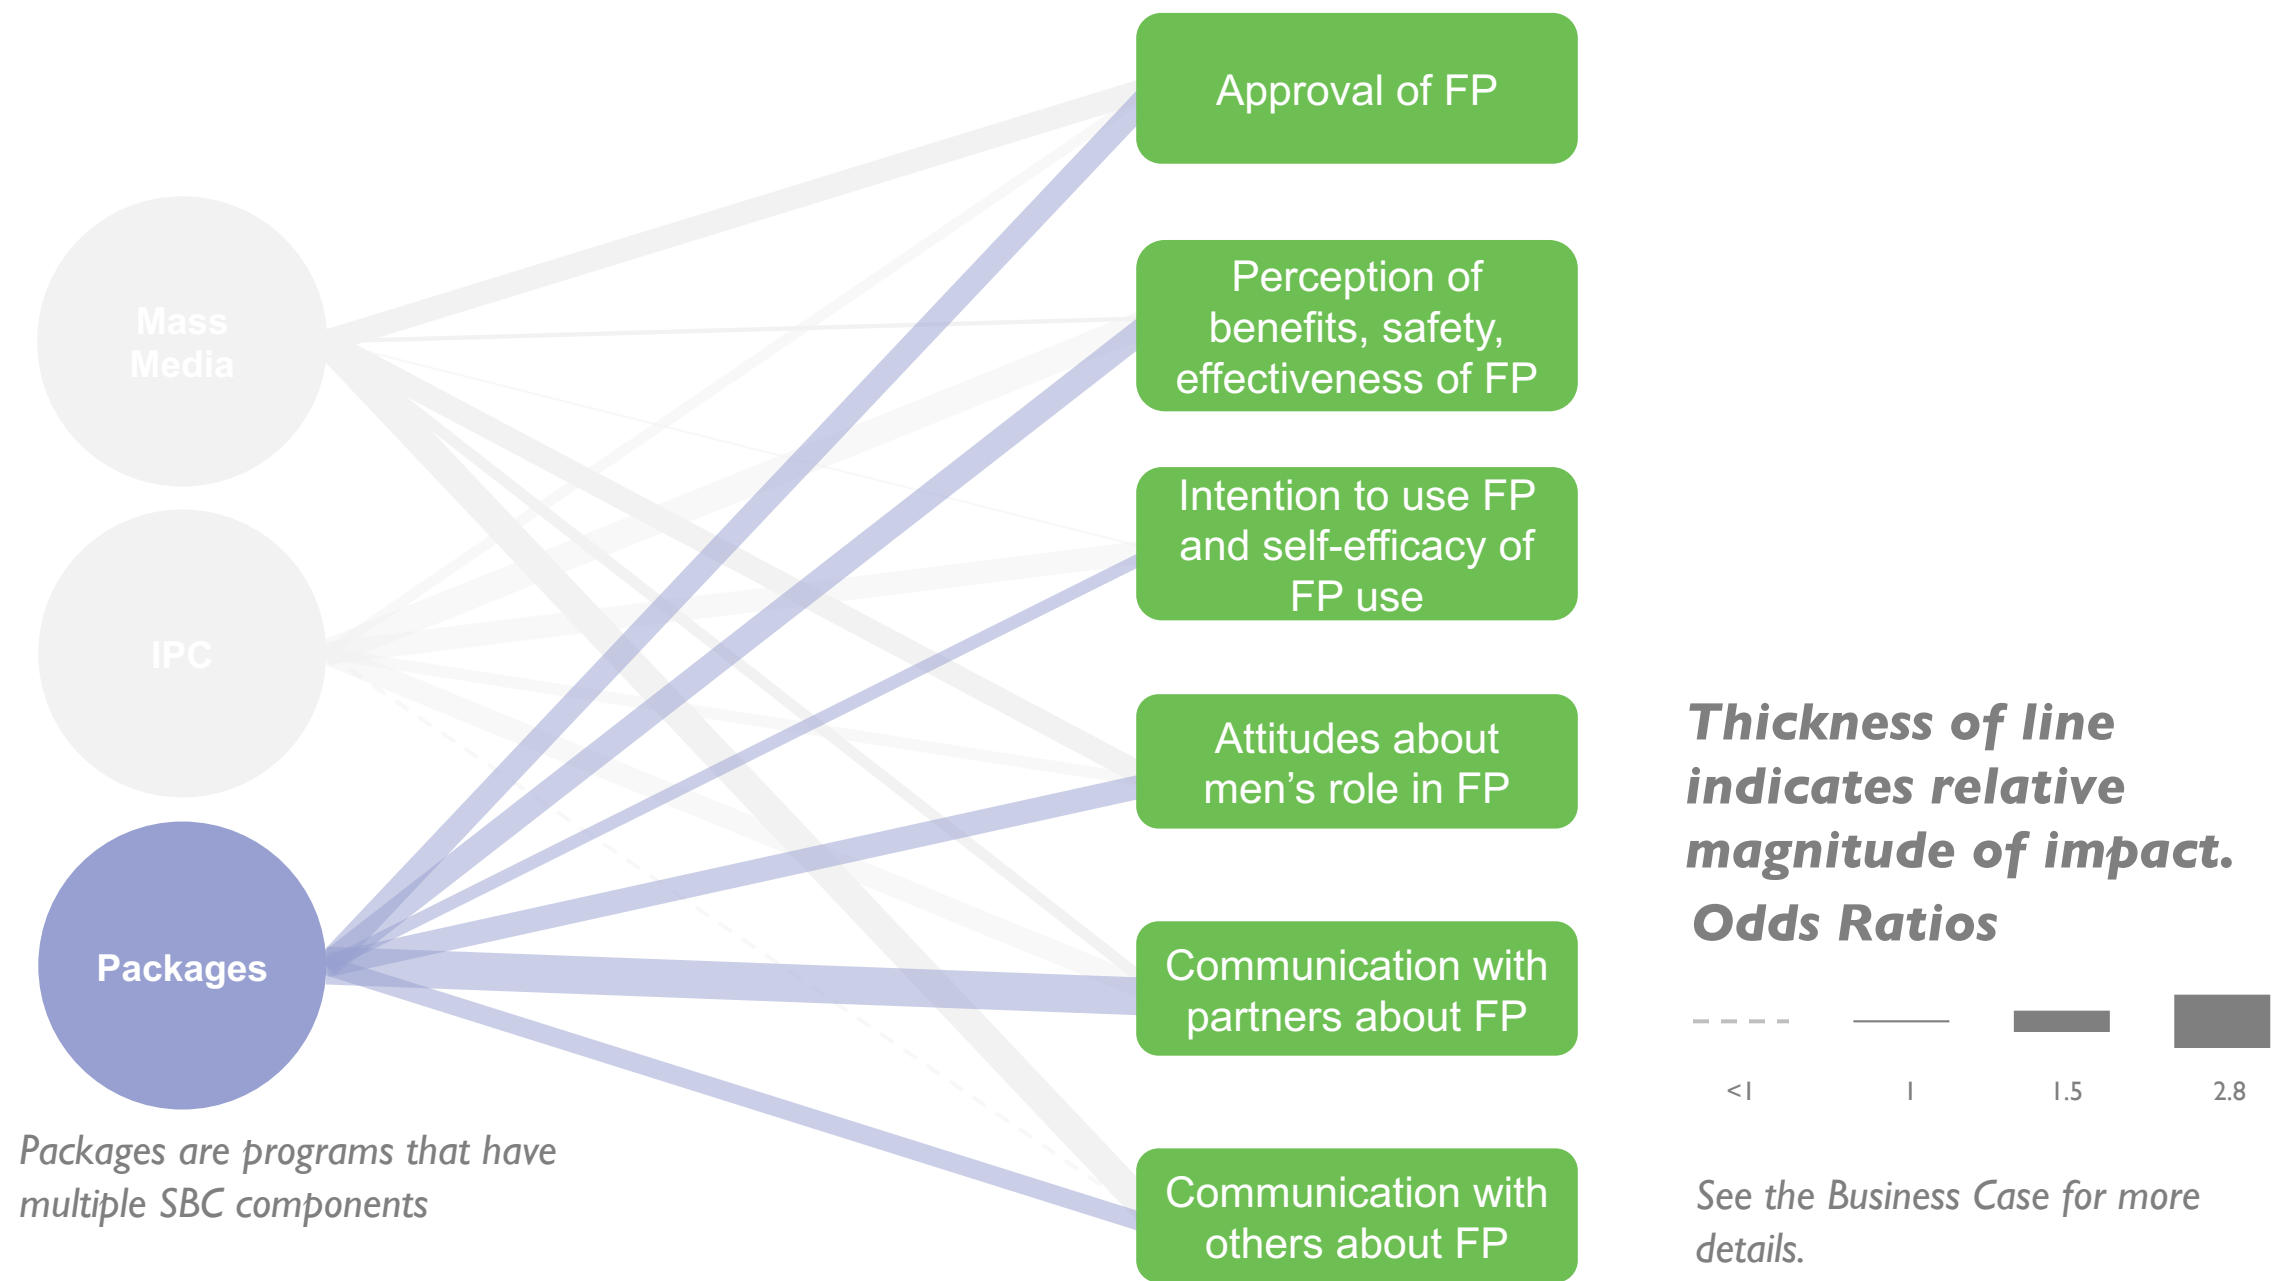 Mass
Media
IPC
Packages
Packages are programs that have
multiple SBC components
Approval of FP
Perception of
benefits, safety,
effectiveness of FP
Intention to use FP
and self-efficacy of
FP use
Attitudes about
men’s role in FP
Communication with
partners about FP
Communication with
others about FP
Thickness of line
indicates relative
magnitude of impact.
Odds Ratios
<1
1
1.5
2.8
See the Business Case for more
details.